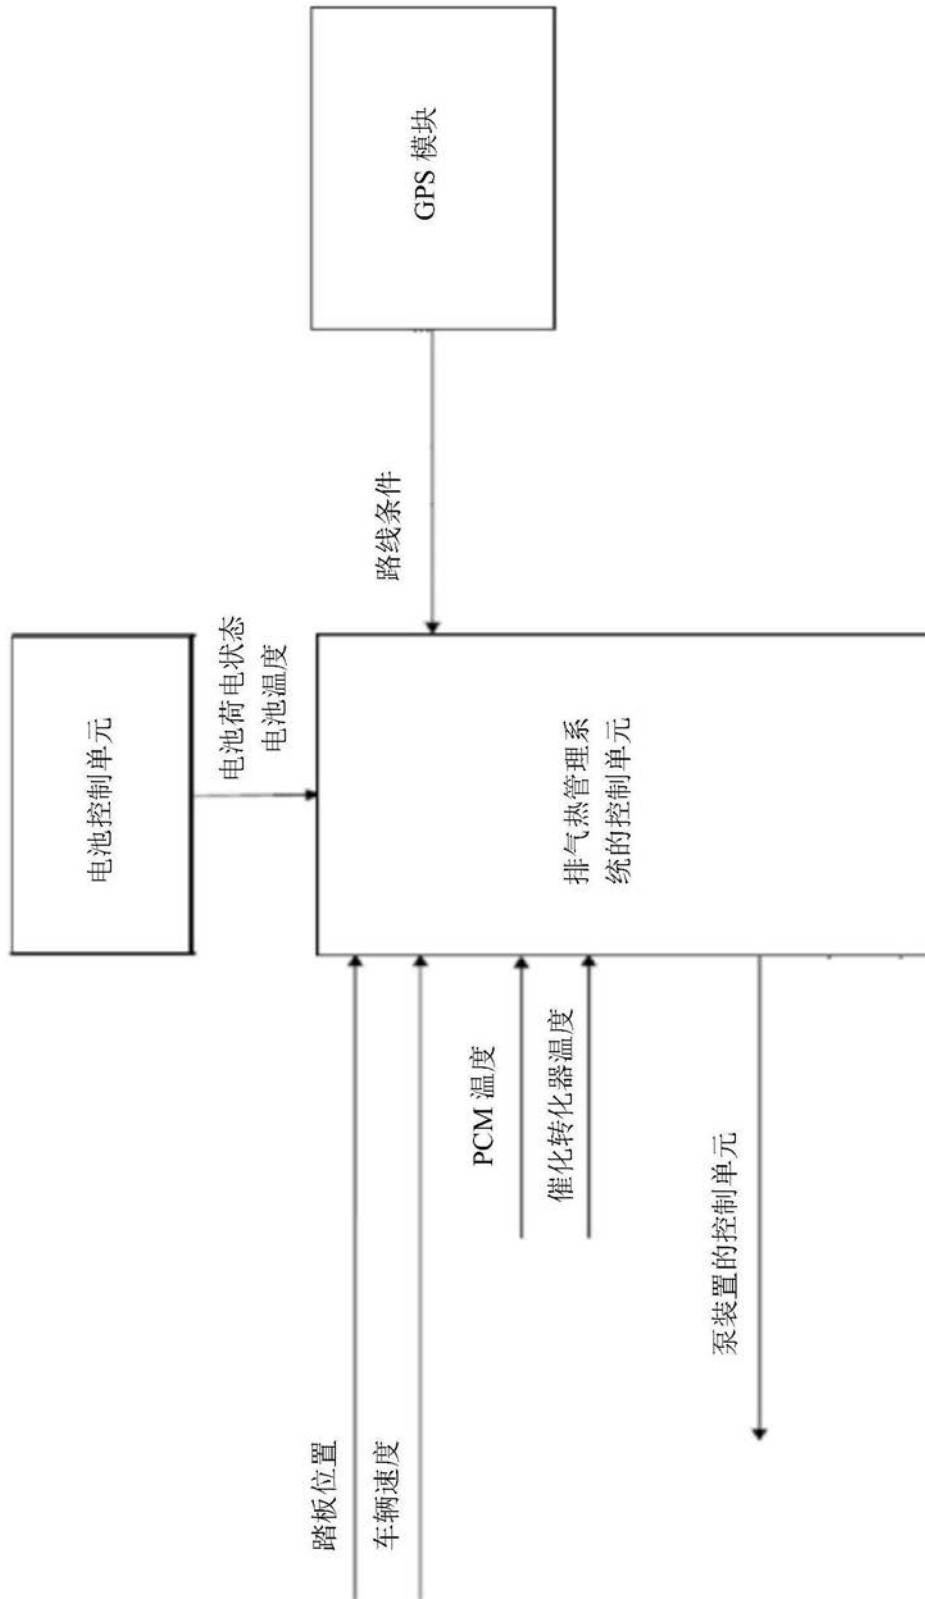 GPS 模块
路线条件
电池控制单元
电池荷电状态
电池温度
排气热管理系
统的控制单元
PCM 温度
催化转化器温度
泵装置的控制单元
踏板位置
车辆速度